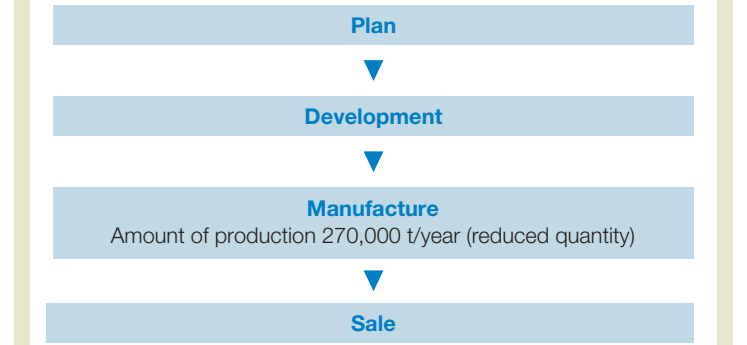 Plan
Development
Manufacture
Amount of production 270,000 t/year (reduced quantity)
Sale